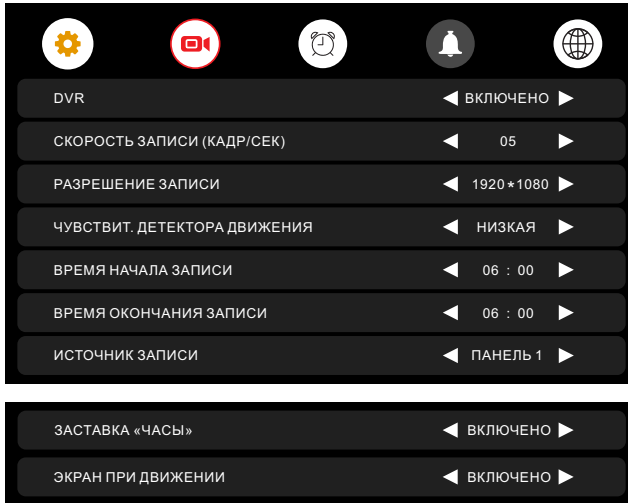 DVR ВКЛЮЧЕНО
СКОРОСТЬ ЗАПИСИ (КАДР/СЕК) 05
РАЗРЕШЕНИЕ ЗАПИСИ 1920*1080
ЧУВСТВИТ. ДЕТЕКТОРА ДВИЖЕНИЯ НИЗКАЯ
ВРЕМЯ НАЧАЛА ЗАПИСИ 06 : 00
ВРЕМЯ ОКОНЧАНИЯ ЗАПИСИ 06 : 00
ИСТОЧНИК ЗАПИСИ ПАНЕЛЬ 1
ЗАСТАВКА «ЧАСЫ» ВКЛЮЧЕНО
ЭКРАН ПРИ ДВИЖЕНИИ ВКЛЮЧЕНО